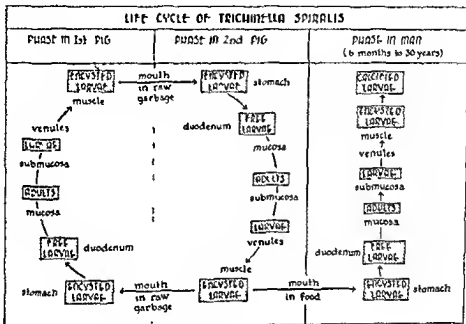 LIFE CYCLE OF TRICHINELLA SPIRALIS
PHASE IN 1st PIG
PHASE IN 2nd PIG
PHASE IN MAN
(6 months to 30 years)
ENCYSTED
LARVAE
muscle
venules
LARVAE
submucosa
ADULTS
mucosa
FREE
LARVAE
duodenum
stomach
ENCYSTED
LARVAE
mouth
in raw
garbage
ENCYSTED
LARVAE
stomach
duodenum
FREE
LARVAE
mucosa
ADULTS
submucosa
LARVAE
venules
muscle
ENCYSTED
LARVAE
mouth
in raw
garbage
mouth
in food
CALCIFIED
LARVAE
ENCYSTED
LARVAE
muscle
venules
LARVAE
submucosa
ADULTS
mucosa
duodenum
FREE
LARVAE
ENCYSTED
LARVAE
stomach